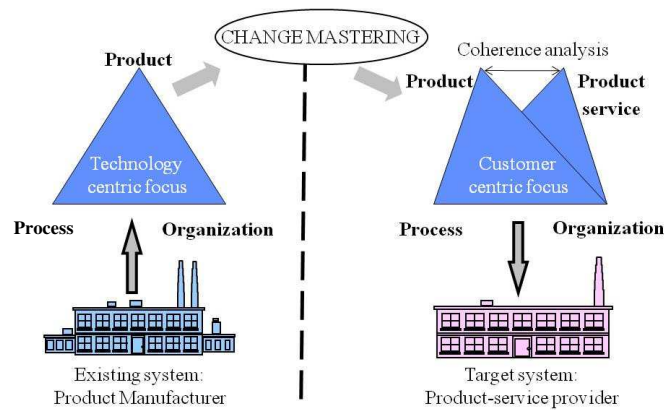 CHANGE MASTERING
Product
Technology
centric focus
Process
Organization
Existing system:
Product Manufacturer
Coherence analysis
Product
Product
service
Customer
centric focus
Process
Organization
Target system:
Product-service provider